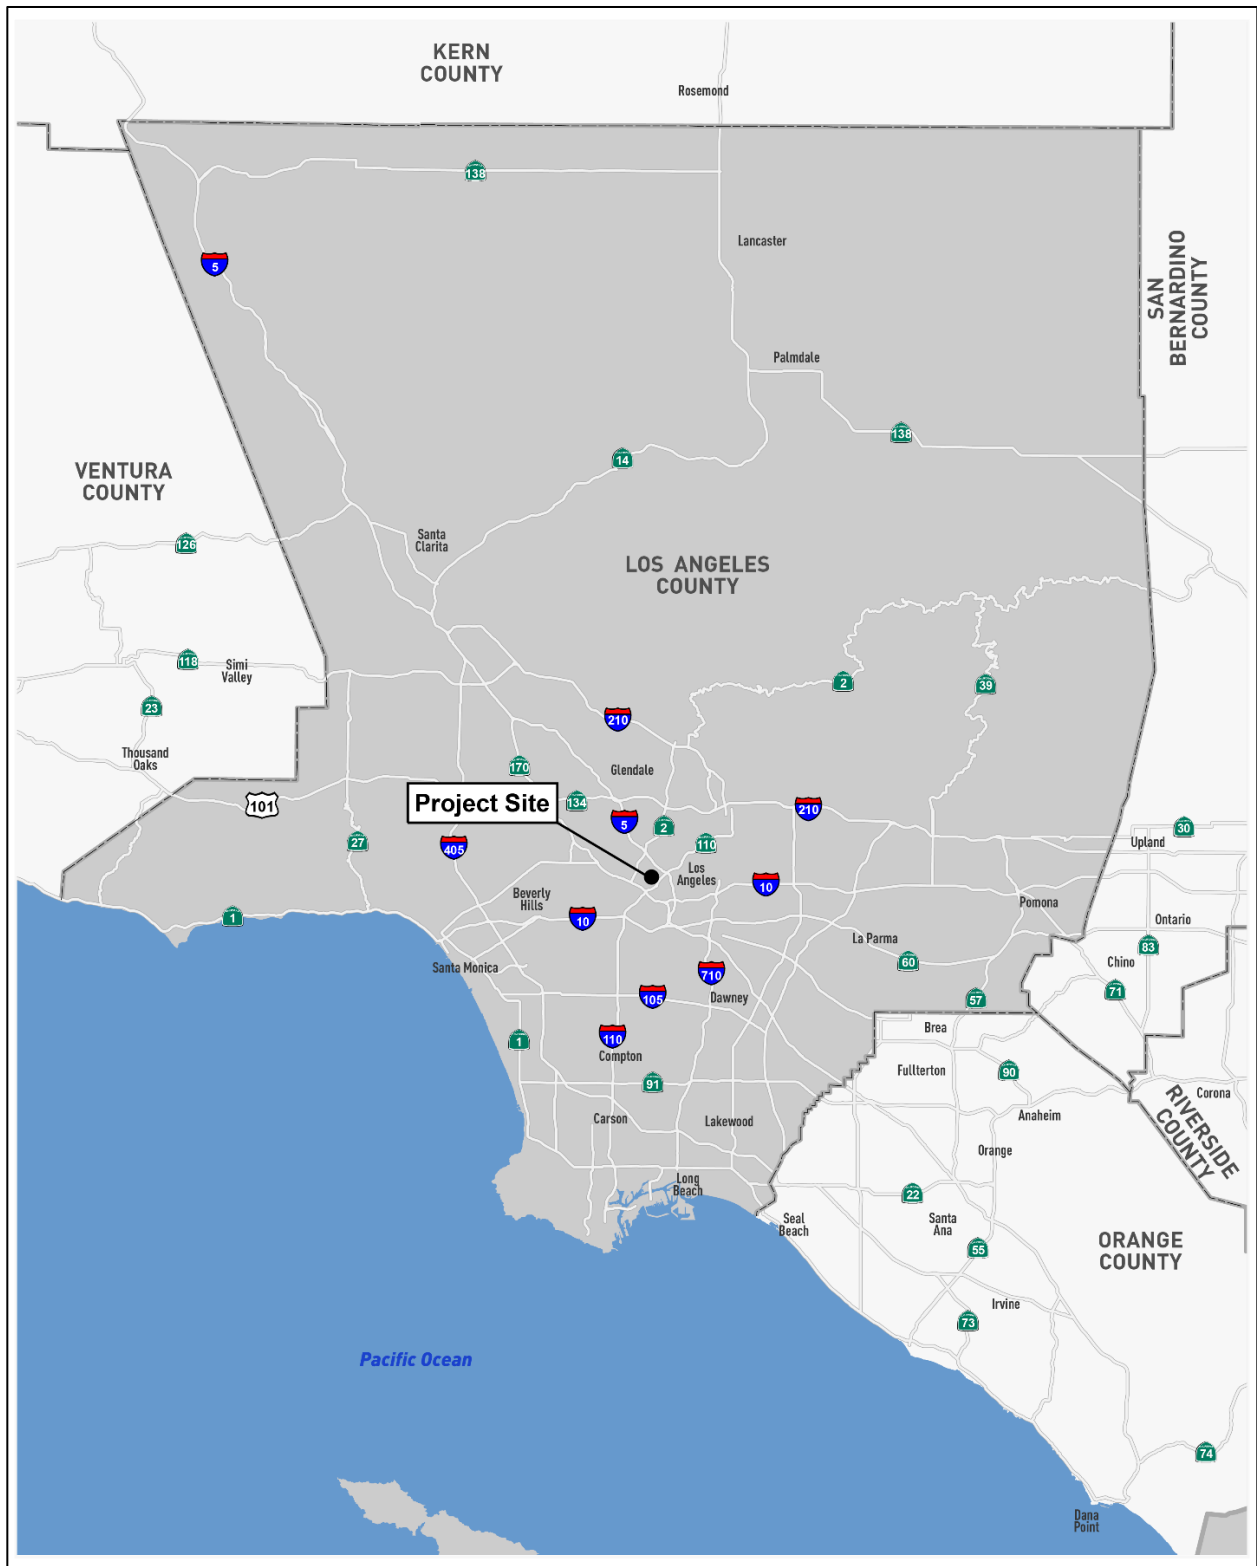 KERN
COUNTY
Rosemond
138
Lancaster
5
SAN
BERNARDINO
COUNTY
Palmdale
138
14
VENTURA
COUNTY
126
Santa
Clarita
LOS ANGELES
COUNTY
118
Simi
Valley
2
39
23
210
Thousand
Oaks
170
Glendale
101
Project Site
134
5
2
210
27
405
110
30
Upland
Los
Angeles
10
Beverly
Hills
1
10
Pomona
Ontario
La Parma
83
60
Chino
Santa Monica
710
71
105
Dawney
57
1
110
Brea
Compton
91
Fullterton
90
Corona
RIVERSIDE
COUNTY
Carson
Lakewood
Anaheim
Orange
Long
Beach
22
Seal
Beach
Santa
Ana
55
ORANGE
COUNTY
Irvine
73
Pacific Ocean
74
Dana
Point